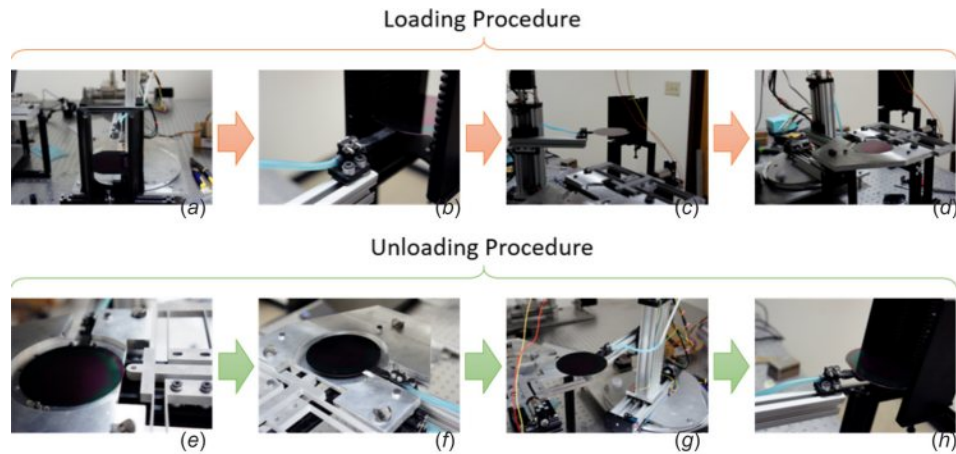 Loading Procedure
(a)
(b)
(c)
(d)
Unloading Procedure
(e)
(f)
(g)
(h)